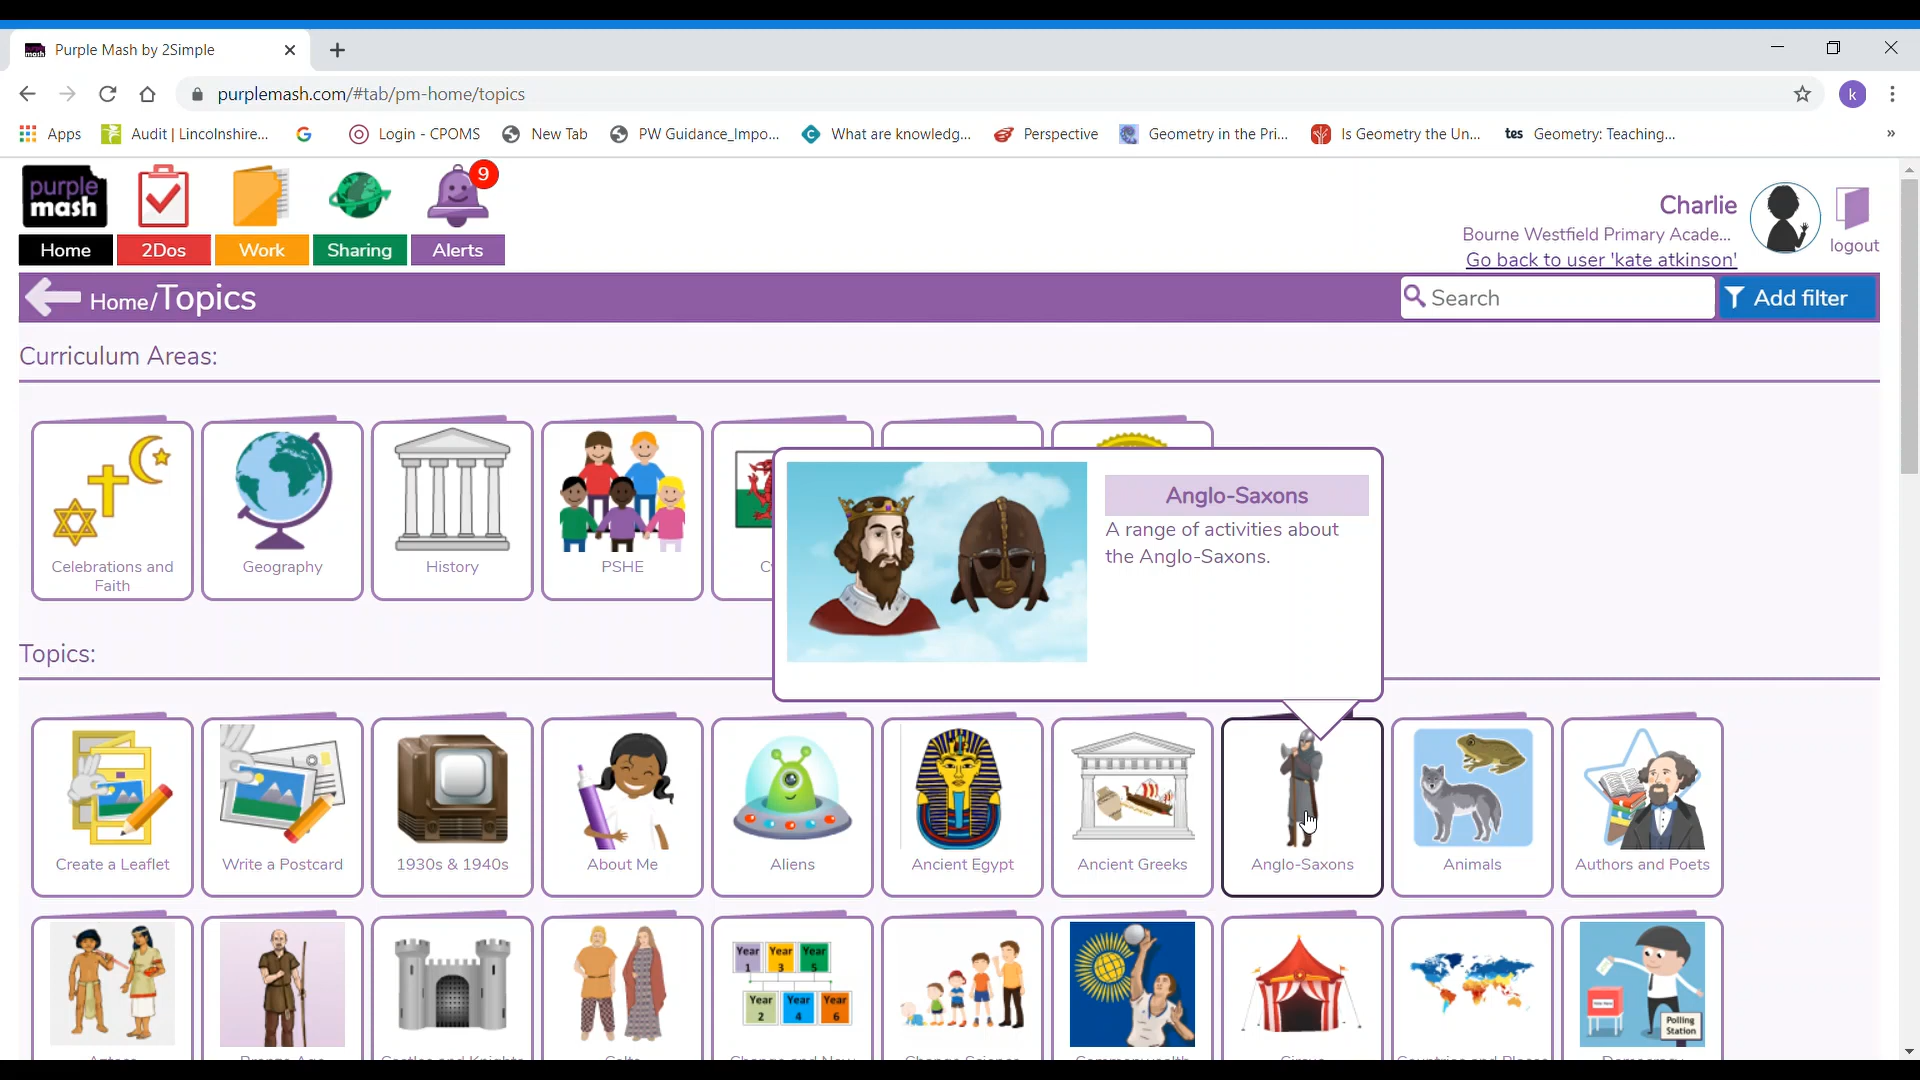 Purple Mash by 2Simple
purplemash.com/#tab/pm-home/topics
k
Apps
Audit | Lincolnshire...
Login - CPOMS
New Tab
PW Guidance_Impo...
What are knowledg...
Perspective
Geometry in the Pri...
Is Geometry the Un...
tes Geometry: Teaching...
»
purple mash
9
Home
2Dos
Work
Sharing
Alerts
Charlie
Bourne Westfield Primary Acade...
Go back to user 'kate atkinson'
logout
Home/Topics
Search
Add filter
Curriculum Areas:
Celebrations and
Faith
Geography
History
PSHE
Anglo-Saxons
A range of activities about
the Anglo-Saxons.
Topics:
Create a Leaflet
Write a Postcard
1930s & 1940s
About Me
Aliens
Ancient Egypt
Ancient Greeks
Anglo-Saxons
Animals
Authors and Poets
Year 1
Year 3
Year 5
Year 2
Year 4
Year 6
Polling Station